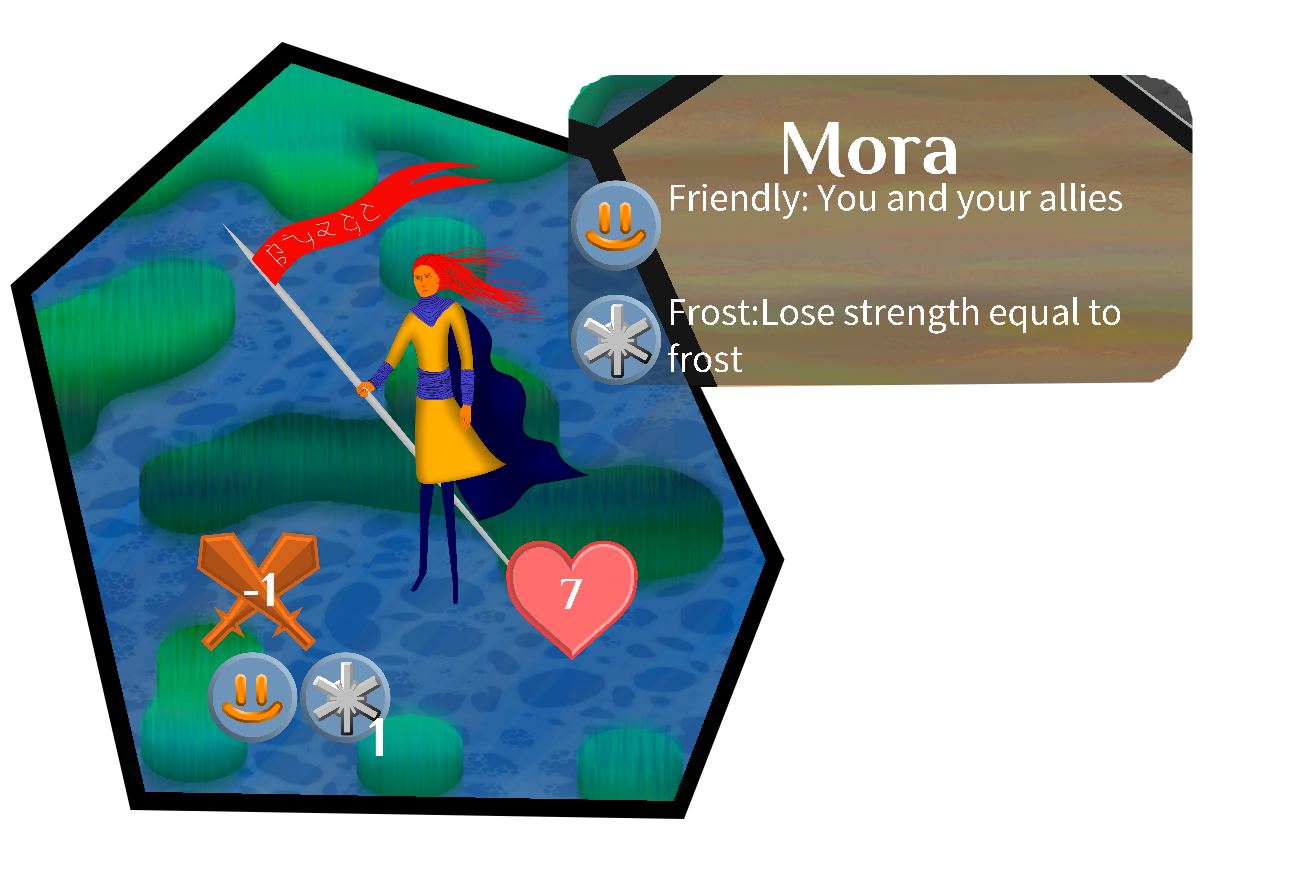 Mora
Friendly: You and your allies
Frost:Lose strength equal to
frost
-1
7
1